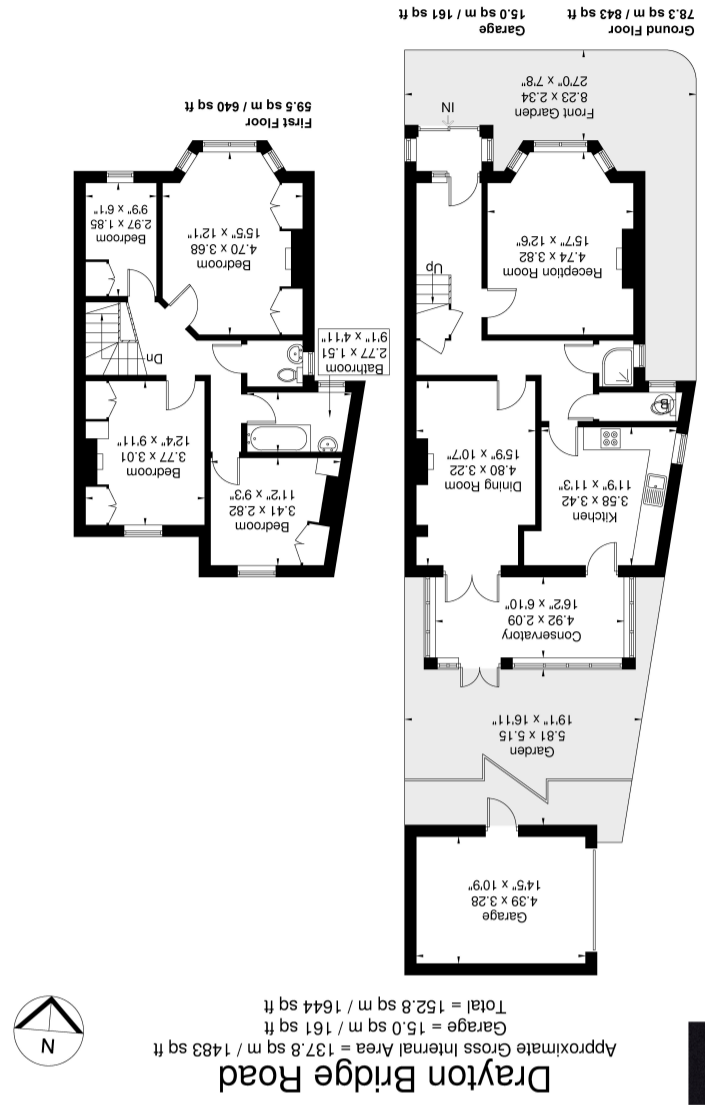 Drayton Bridge Road
Approximate Gross Internal Area = 137.8 sq m / 1483 sq ft
Garage = 15.0 sq m / 161 sq ft
Total = 152.8 sq m / 1644 sq ft
N
Garage
4.39 x 3.28
14'5" x 10'9"
Garden
5.81 x 5.15
19'1" x 16'11"
Conservatory
4.92 x 2.09
16'2" x 6'10"
Kitchen
3.58 x 3.42
11'9" x 11'3"
Dining Room
4.80 x 3.22
15'9" x 10'7"
Up
Reception Room
4.74 x 3.82
15'7" x 12'6"
IN
Front Garden
8.23 x 2.34
27'0" x 7'8"
Ground Floor
78.3 sq m / 843 sq ft
Garage
15.0 sq m / 161 sq ft
Bedroom
3.41 x 2.82
11'2" x 9'3"
Bedroom
3.77 x 3.01
12'4" x 9'11"
Bathroom
2.77 x 1.51
9'1" x 4'11"
Dn
Bedroom
4.70 x 3.68
15'5" x 12'1"
Bedroom
2.97 x 1.85
9'9" x 6'1"
First Floor
59.5 sq m / 640 sq ft